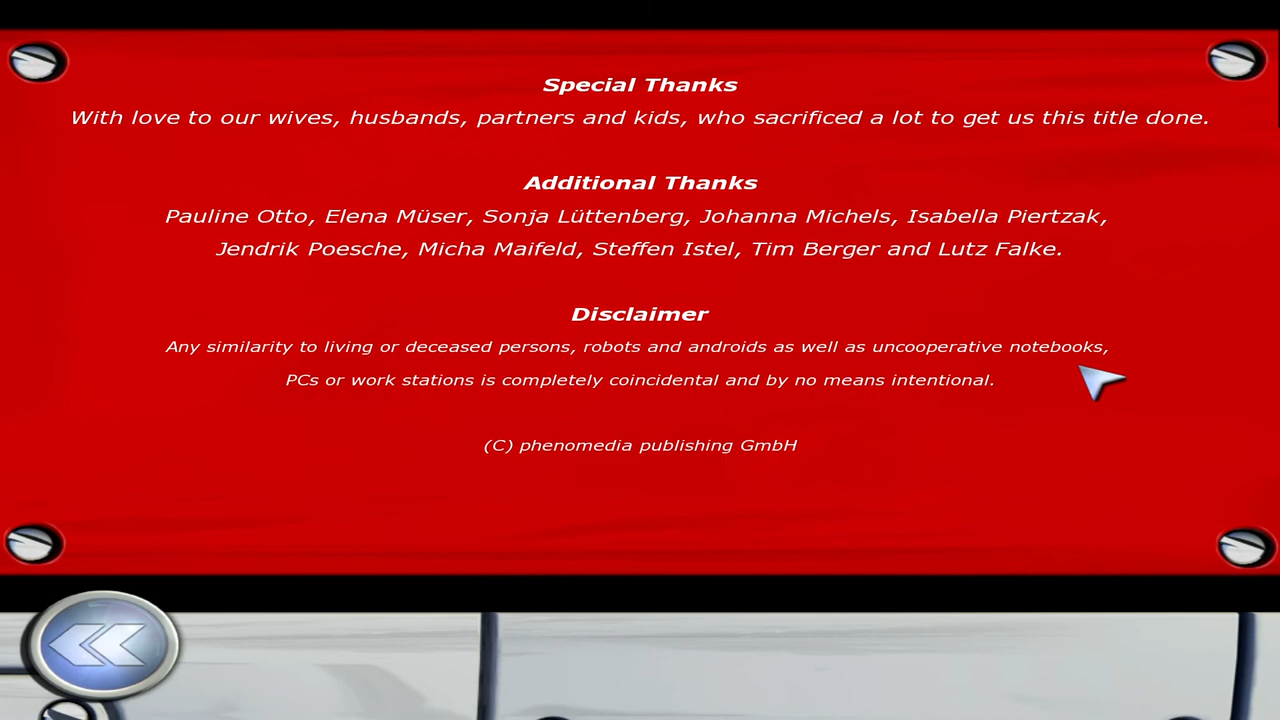 Special Thanks
With love to our wives, husbands, partners and kids, who sacrificed a lot to get us this title done.
Additional Thanks
Pauline Otto, Elena Müser, Sonja Lüttenberg, Johanna Michels, Isabella Piertzak,
Jendrik Poesche, Micha Maifeld, Steffen Istel, Tim Berger and Lutz Falke.
Disclaimer
Any similarity to living or deceased persons, robots and androids as well as uncooperative notebooks,
PCs or work stations is completely coincidental and by no means intentional.
(C) phenomedia publishing GmbH